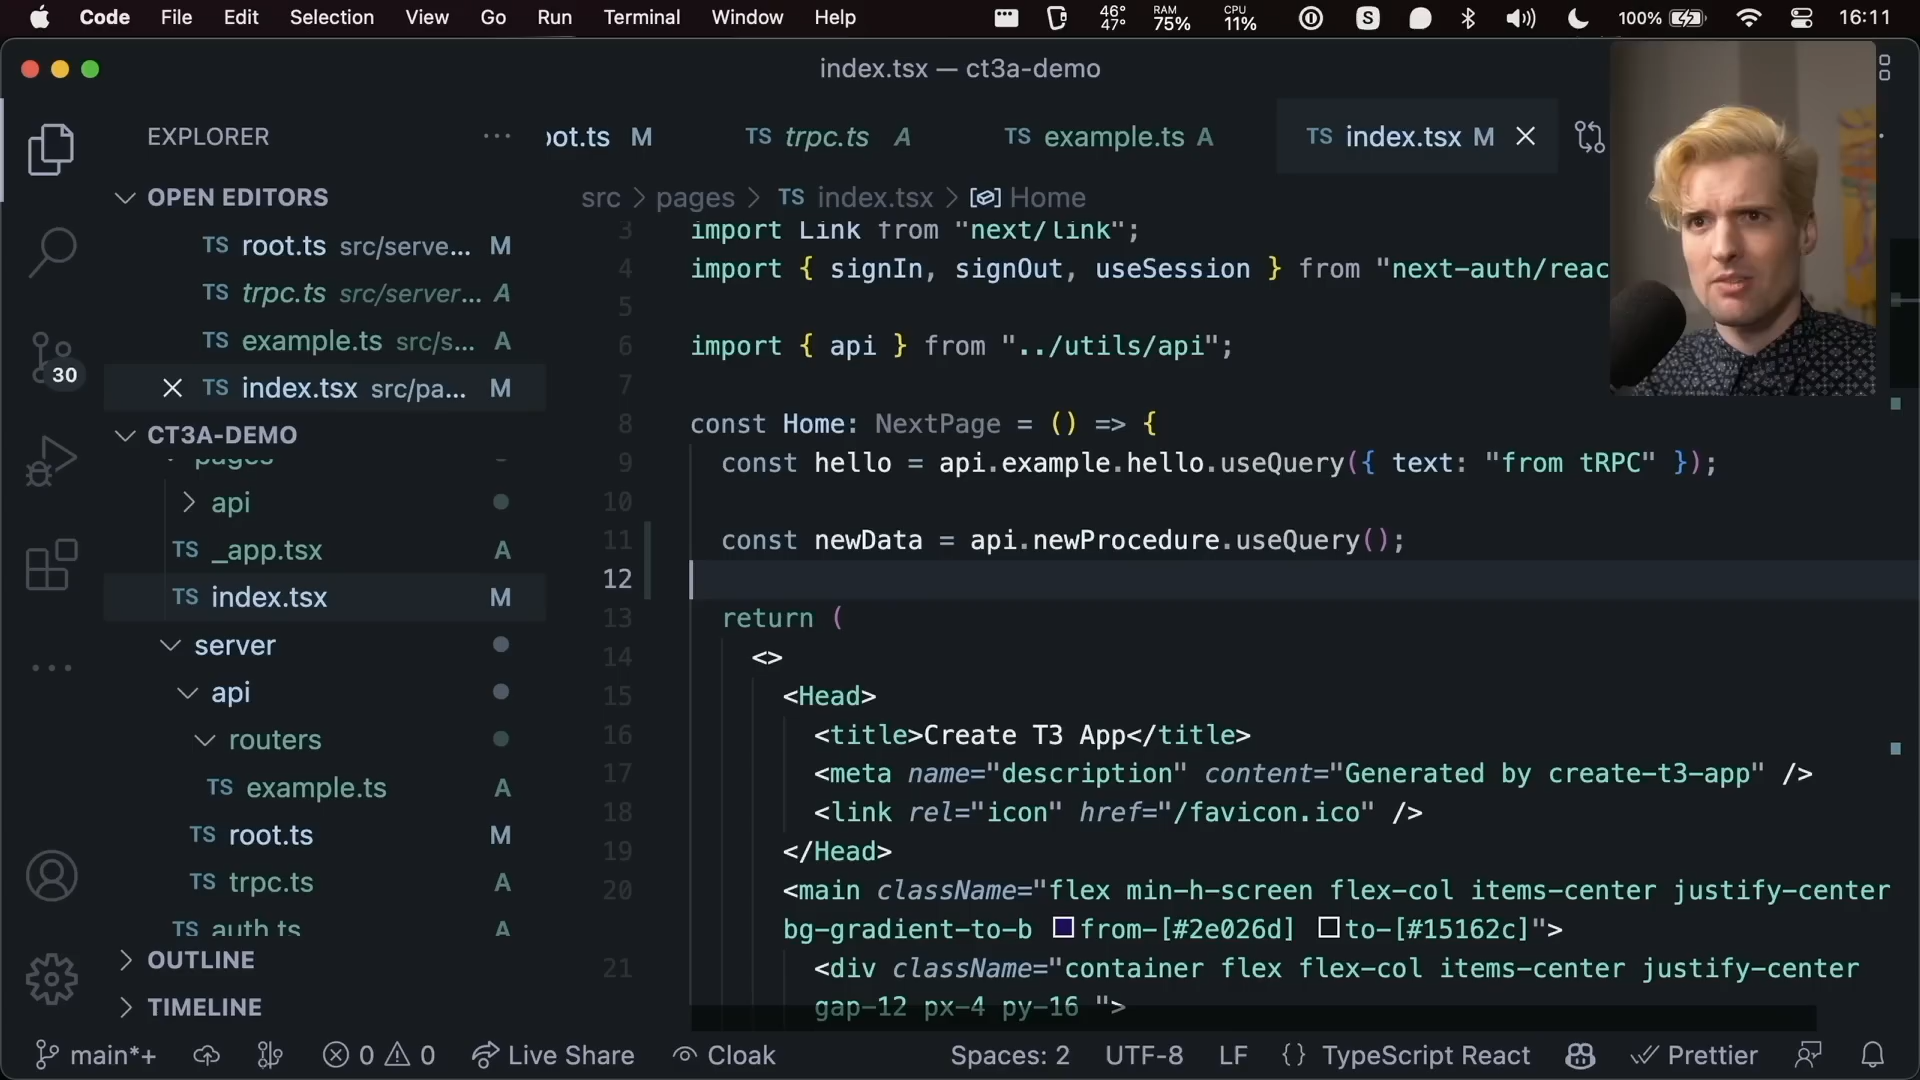 Code File Edit Selection View Go Run Terminal Window Help 46° 47° RAM 75% CPU 11% S 100% 16:11
index.tsx — ct3a-demo
EXPLORER
oot.ts M TS trpc.ts A TS example.ts A TS index.tsx M
OPEN EDITORS
TS root.ts src/serve... M
TS trpc.ts src/server... A
TS example.ts src/s... A
TS index.tsx src/pa... M
30
CT3A-DEMO
pages
api
TS _app.tsx A
TS index.tsx M
server
api
routers
TS example.ts A
TS root.ts M
TS trpc.ts A
TS auth.ts A
OUTLINE
TIMELINE
src > pages > TS index.tsx > Home
3 import Link from "next/link";
4 import { signIn, signOut, useSession } from "next-auth/reac
5
6 import { api } from "../utils/api";
7
8 const Home: NextPage = () => {
9 const hello = api.example.hello.useQuery({ text: "from tRPC" });
10
11 const newData = api.newProcedure.useQuery();
12
13 return (
14 <>
15 <Head>
16 <title>Create T3 App</title>
17 <meta name="description" content="Generated by create-t3-app" />
18 <link rel="icon" href="/favicon.ico" />
19 </Head>
20 <main className="flex min-h-screen flex-col items-center justify-center
bg-gradient-to-b from-[#2e026d] to-[#15162c]">
21 <div className="container flex flex-col items-center justify-center
gap-12 px-4 py-16 ">
main*+ 0 0 Live Share Cloak Spaces: 2 UTF-8 LF {} TypeScript React Prettier